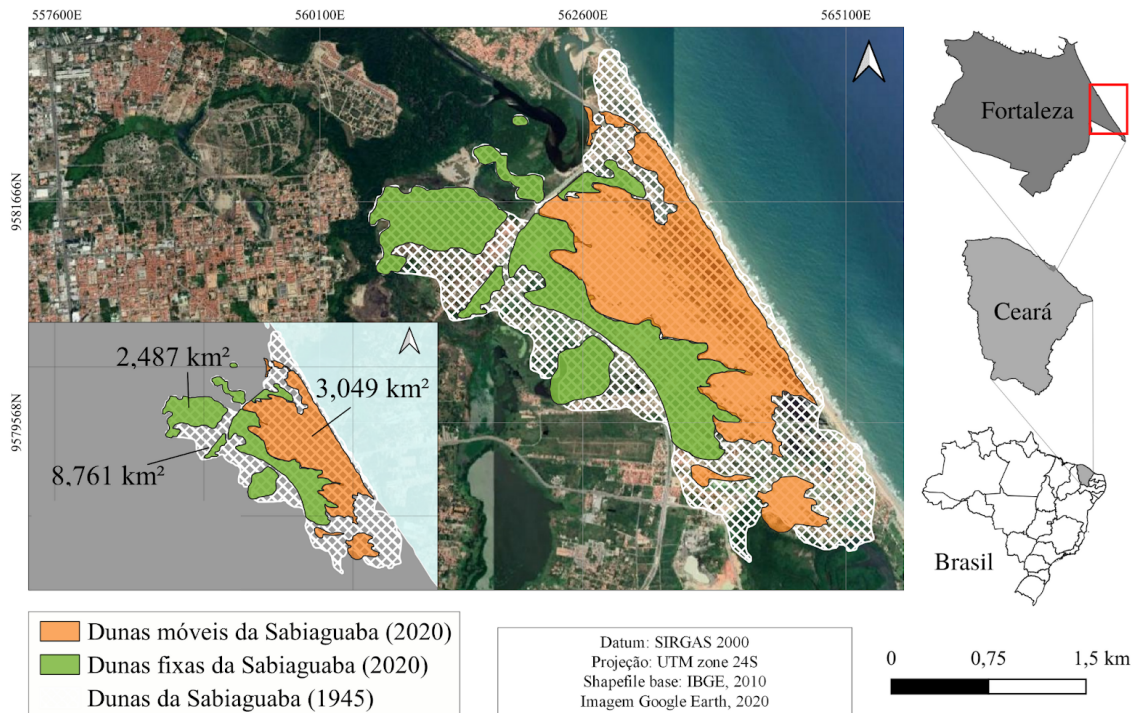 557600E
560100E
562600E
565100E
9581666N
9579568N
2,487 km²
3,049 km²
8,761 km²
Fortaleza
Ceará
Brasil
Dunas móveis da Sabiaguaba (2020)
Dunas fixas da Sabiaguaba (2020)
Dunas da Sabiaguaba (1945)
Datum: SIRGAS 2000
Projeção: UTM zone 24S
Shapefile base: IBGE, 2010
Imagem Google Earth, 2020
0 0,75 1,5 km